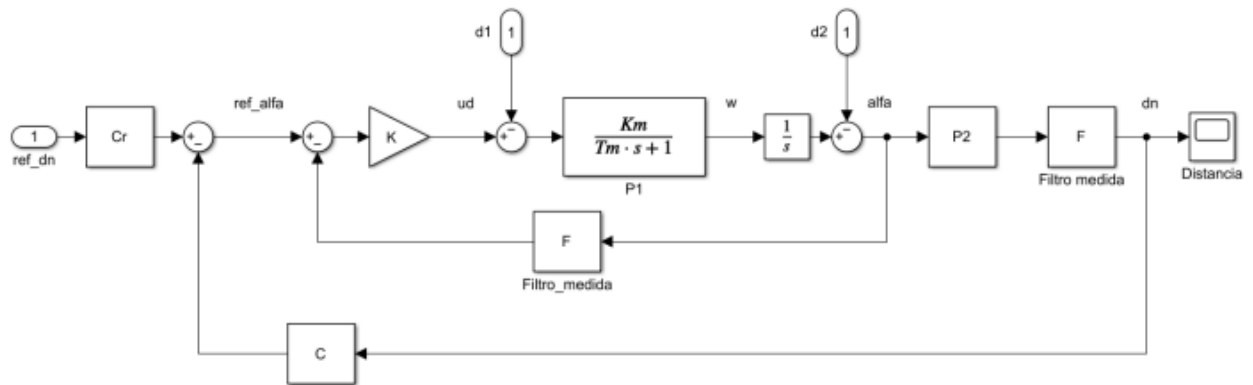 d1
1
d2
1
ref_dn
1
Cr
+
−
ref_alfa
+
−
K
ud
+
−
Km
Tm · s + 1
P1
w
1
s
+
−
alfa
P2
F
Filtro medida
dn
Distancia
F
Filtro_medida
C